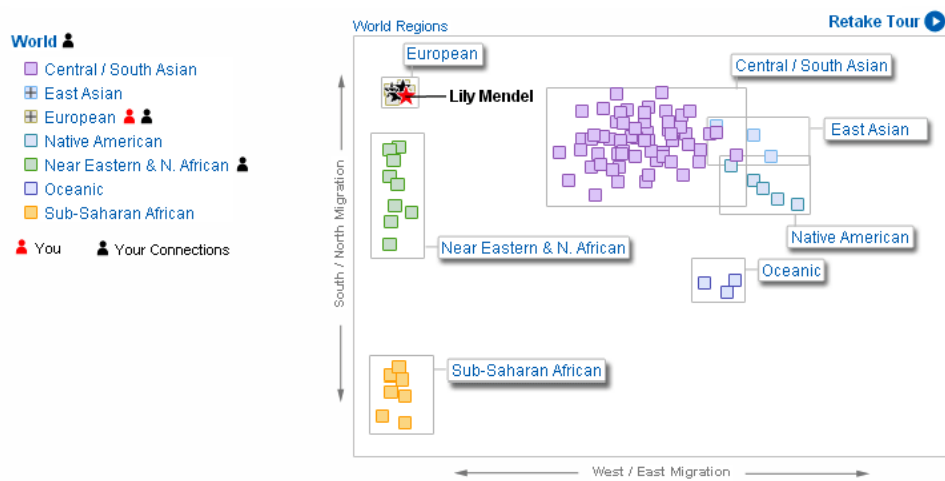 Retake Tour
World Regions
World
Central / South Asian
East Asian
European
Native American
Near Eastern & N. African
Oceanic
Sub-Saharan African
You
Your Connections
European
Lily Mendel
Central / South Asian
East Asian
Native American
Near Eastern & N. African
Oceanic
Sub-Saharan African
South / North Migration
West / East Migration